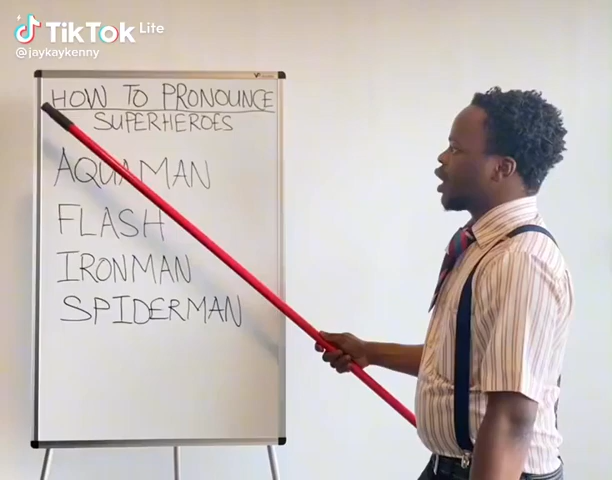 TikTok Lite
@jaykaykenny
HOW TO PRONOUNCE
SUPERHEROES
AQUAMAN
FLASH
IRONMAN
SPIDERMAN